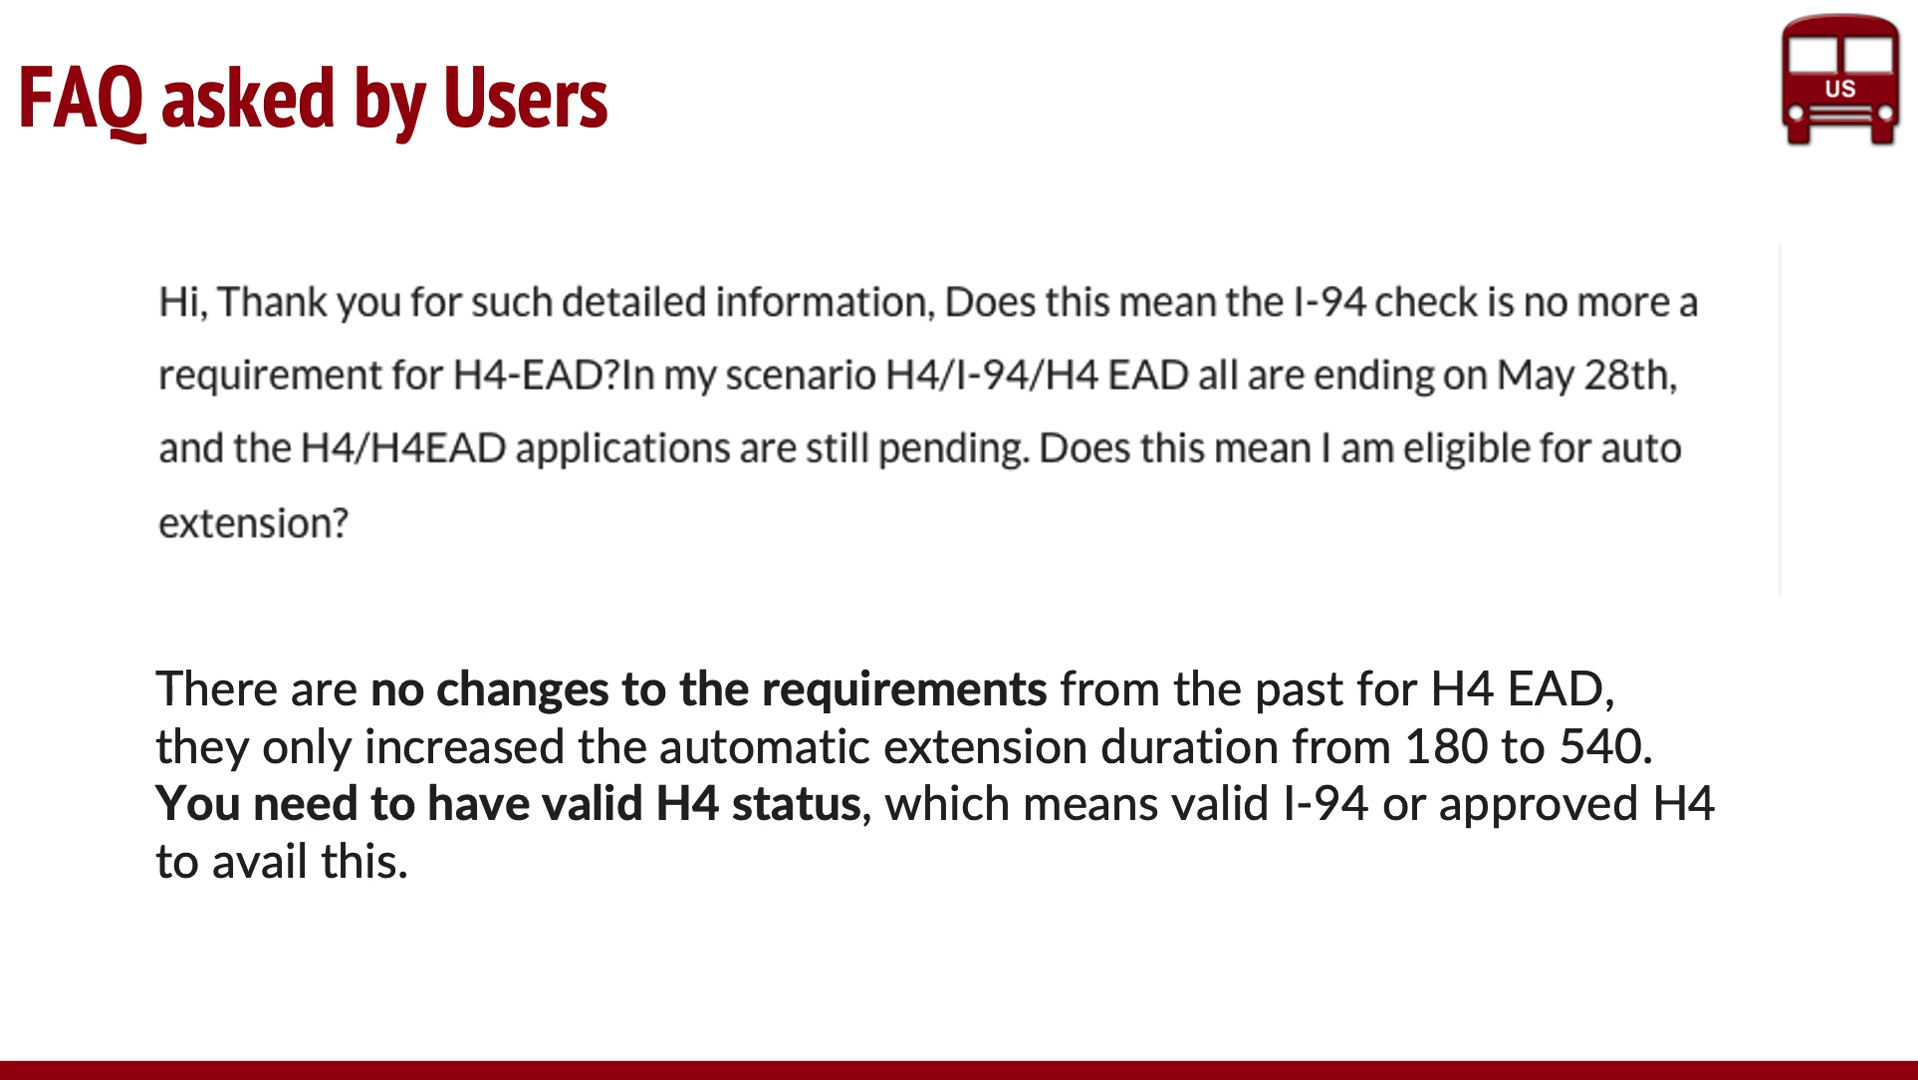 FAQ asked by Users
US
Hi, Thank you for such detailed information, Does this mean the I-94 check is no more a
requirement for H4-EAD?In my scenario H4/I-94/H4 EAD all are ending on May 28th,
and the H4/H4EAD applications are still pending. Does this mean I am eligible for auto
extension?
There are no changes to the requirements from the past for H4 EAD,
they only increased the automatic extension duration from 180 to 540.
You need to have valid H4 status, which means valid I-94 or approved H4
to avail this.